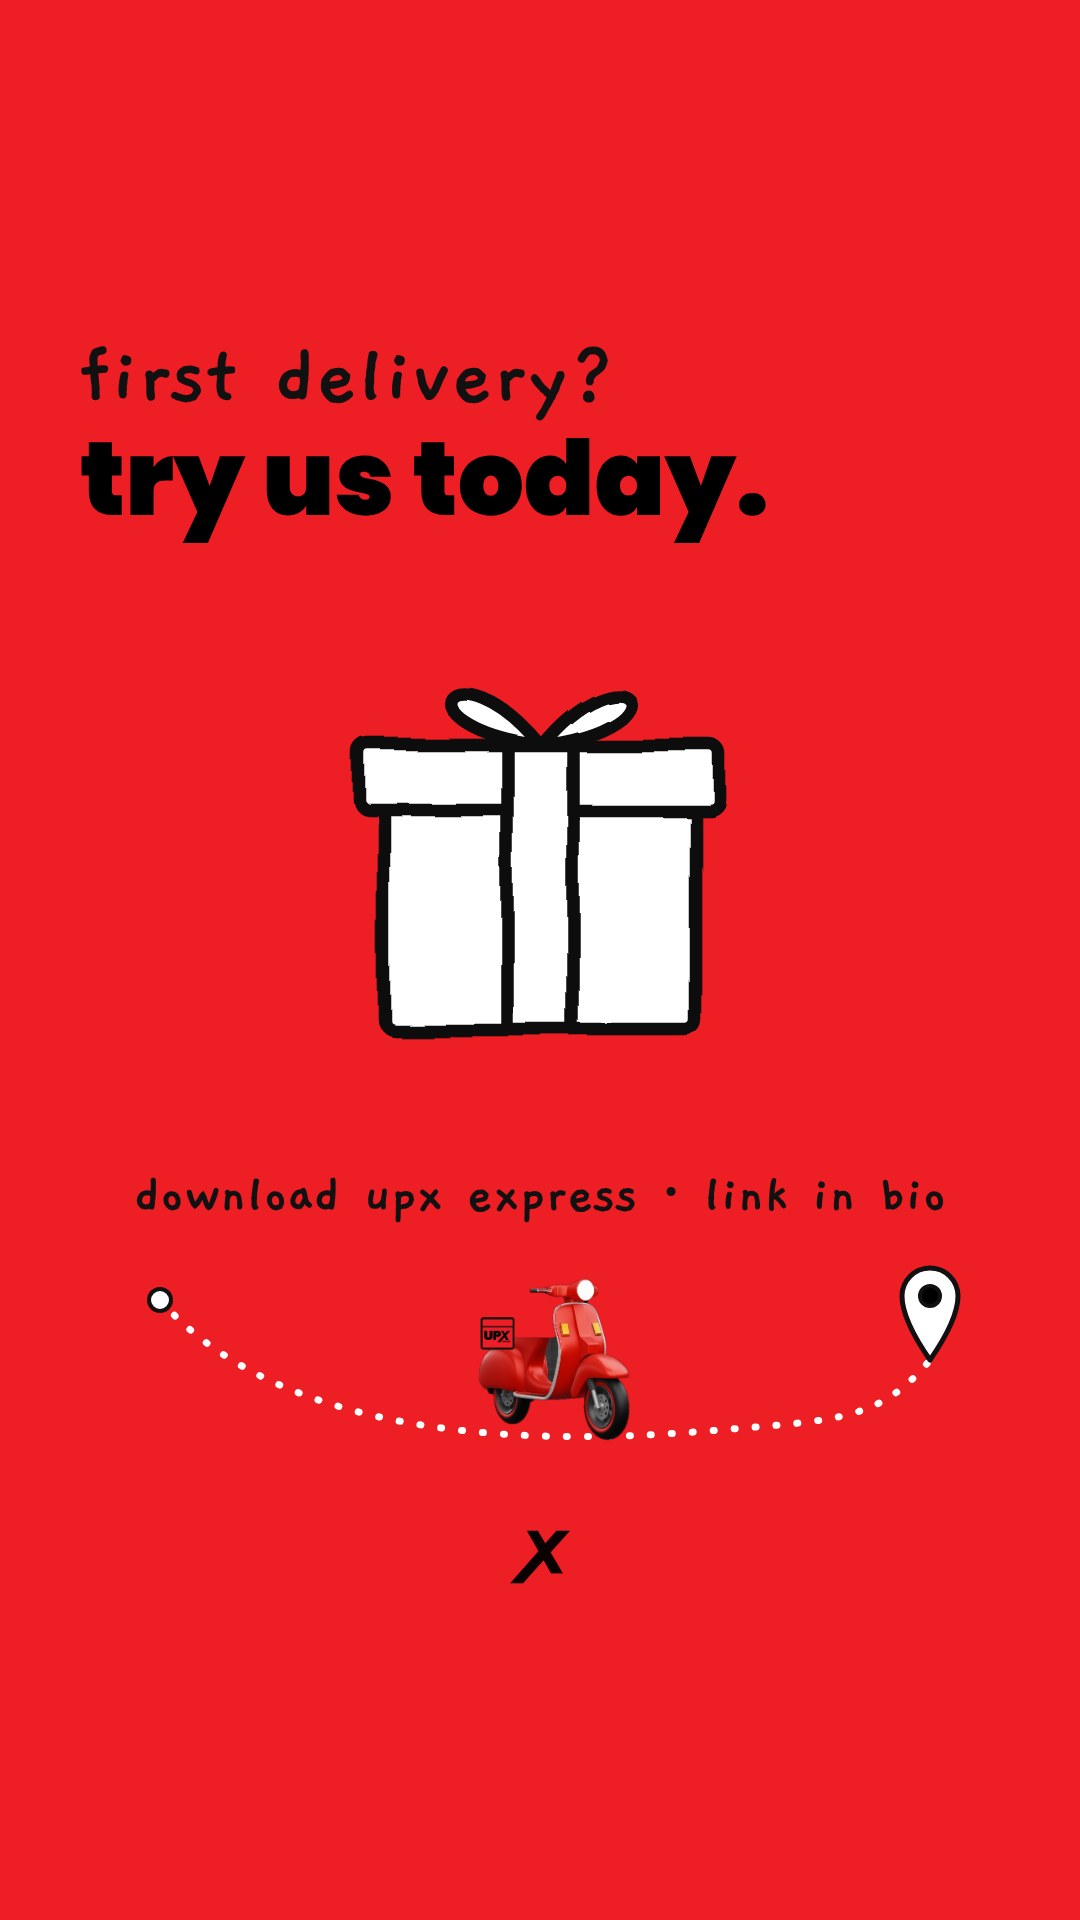 first delivery?
try us today.
download upx express • link in bio
UPX
X